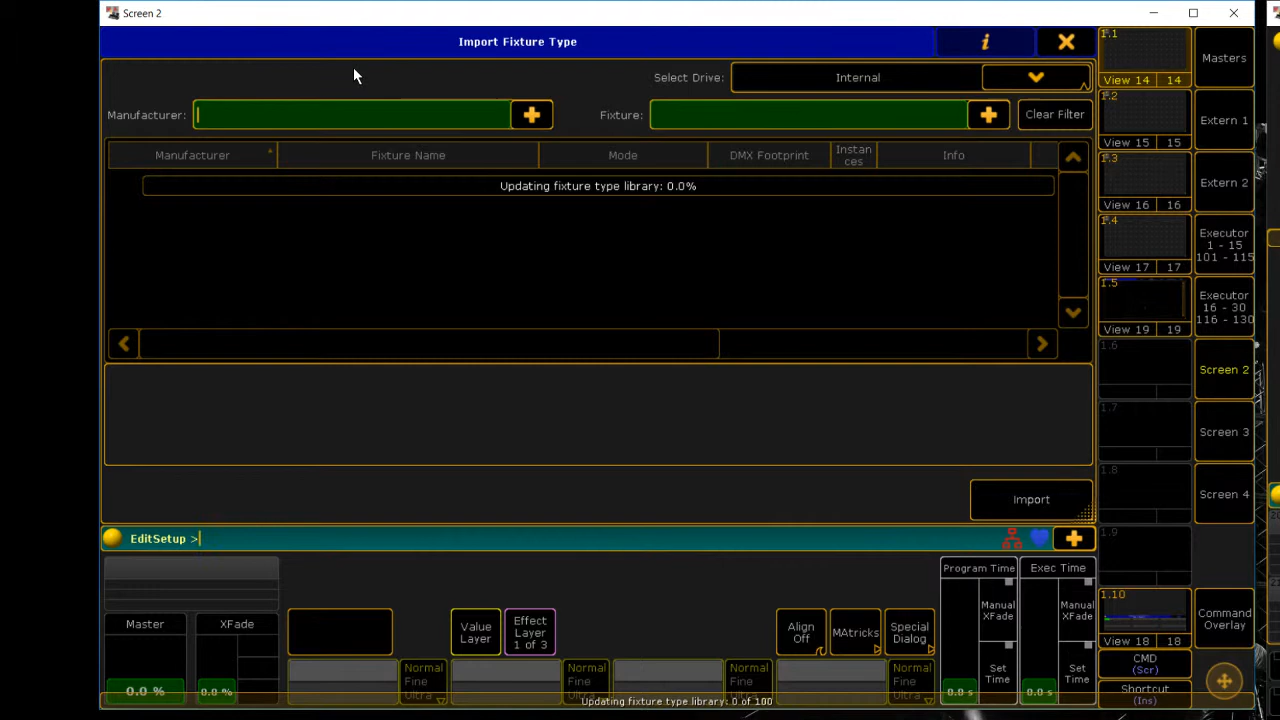 Screen 2
Import Fixture Type
Select Drive:
Internal
Manufacturer:
Fixture:
Clear Filter
Manufacturer
Fixture Name
Mode
DMX Footprint
Instan
ces
Info
Updating fixture type library: 0.0%
Import
EditSetup >
Master
XFade
0.0 %
0.0 %
Value
Layer
Effect
Layer
1 of 3
Align
Off
MAtricks
Special
Dialog
Normal
Fine
Ultra
Normal
Fine
Ultra
Normal
Fine
Ultra
Normal
Fine
Ultra
Program Time
Manual
XFade
Set
Time
0.0 s
Exec Time
Manual
XFade
Set
Time
0.0 s
Updating fixture type library: 0 of 100
1.1
View 14
14
1.2
View 15
15
1.3
View 16
16
1.4
View 17
17
1.5
View 19
19
1.6
1.7
1.8
1.9
1.10
View 18
18
CMD
(Scr)
Shortcut
(Ins)
Masters
Extern 1
Extern 2
Executor
1 - 15
101 - 115
Executor
16 - 30
116 - 130
Screen 2
Screen 3
Screen 4
Command
Overlay